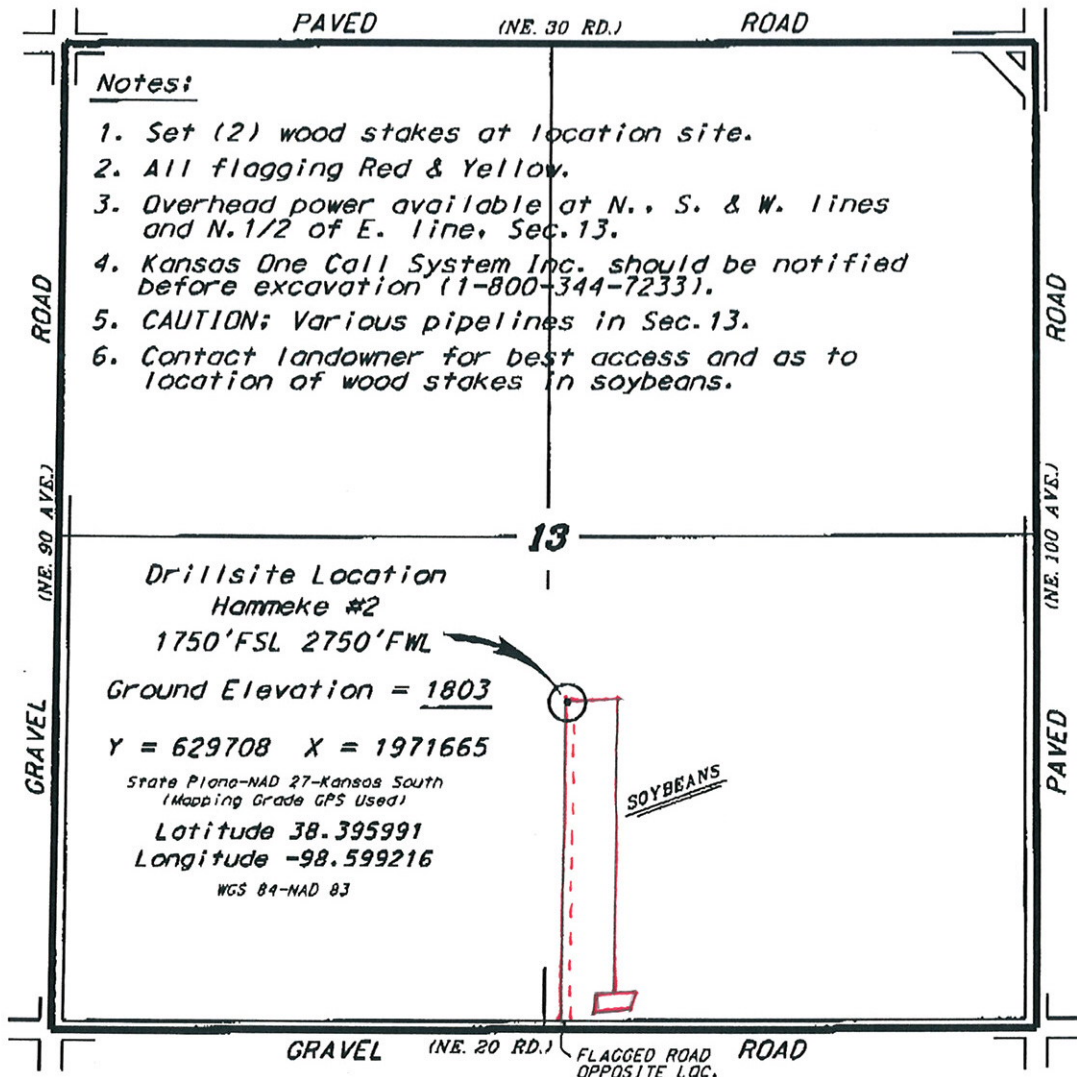 PAVED (NE. 30 RD.) ROAD
Notes:
1. Set (2) wood stakes at location site.
2. All flagging Red & Yellow.
3. Overhead power available at N., S. & W. lines
and N.1/2 of E. line, Sec.13.
4. Kansas One Call System Inc. should be notified
before excavation (1-800-344-7233).
5. CAUTION: Various pipelines in Sec.13.
6. Contact landowner for best access and as to
location of wood stakes in soybeans.
GRAVEL (NE. 90 AVE.) ROAD
PAVED (NE. 100 AVE.) ROAD
13
Drillsite Location
Hammeke #2
1750'FSL 2750'FWL
Ground Elevation = 1803
Y = 629708 X = 1971665
State Plane-NAD 27-Kansas South
(Mapping Grade GPS Used)
Latitude 38.395991
Longitude -98.599216
WGS 84-NAD 83
SOYBEANS
GRAVEL (NE. 20 RD.) ROAD
FLAGGED ROAD
OPPOSITE LOC.